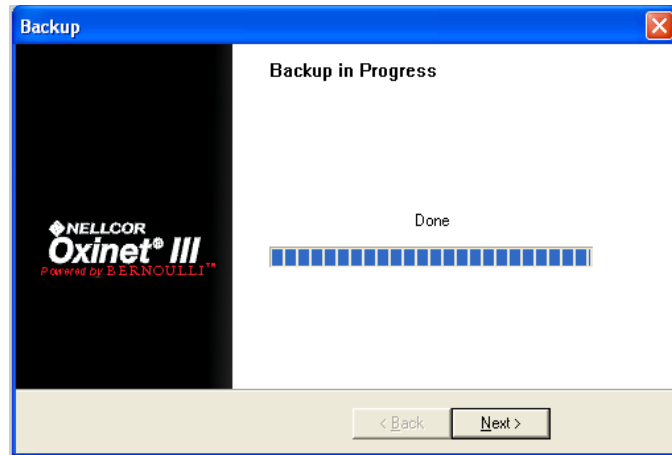 Backup
Backup in Progress
NELLCOR
Oxinet® III
Powered by BERNOULLI™
Done
< Back
Next >